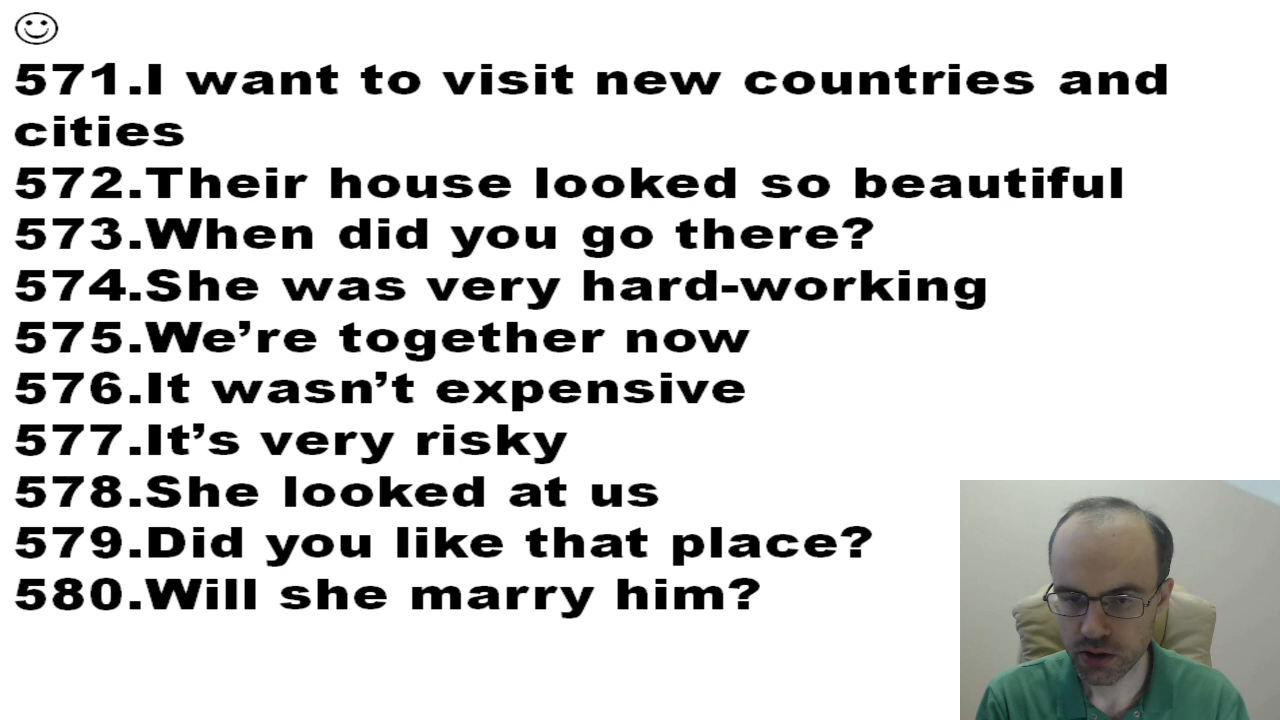 571.I want to visit new countries and
cities
572.Their house looked so beautiful
573.When did you go there?
574.She was very hard-working
575.We’re together now
576.It wasn’t expensive
577.It’s very risky
578.She looked at us
579.Did you like that place?
580.Will she marry him?